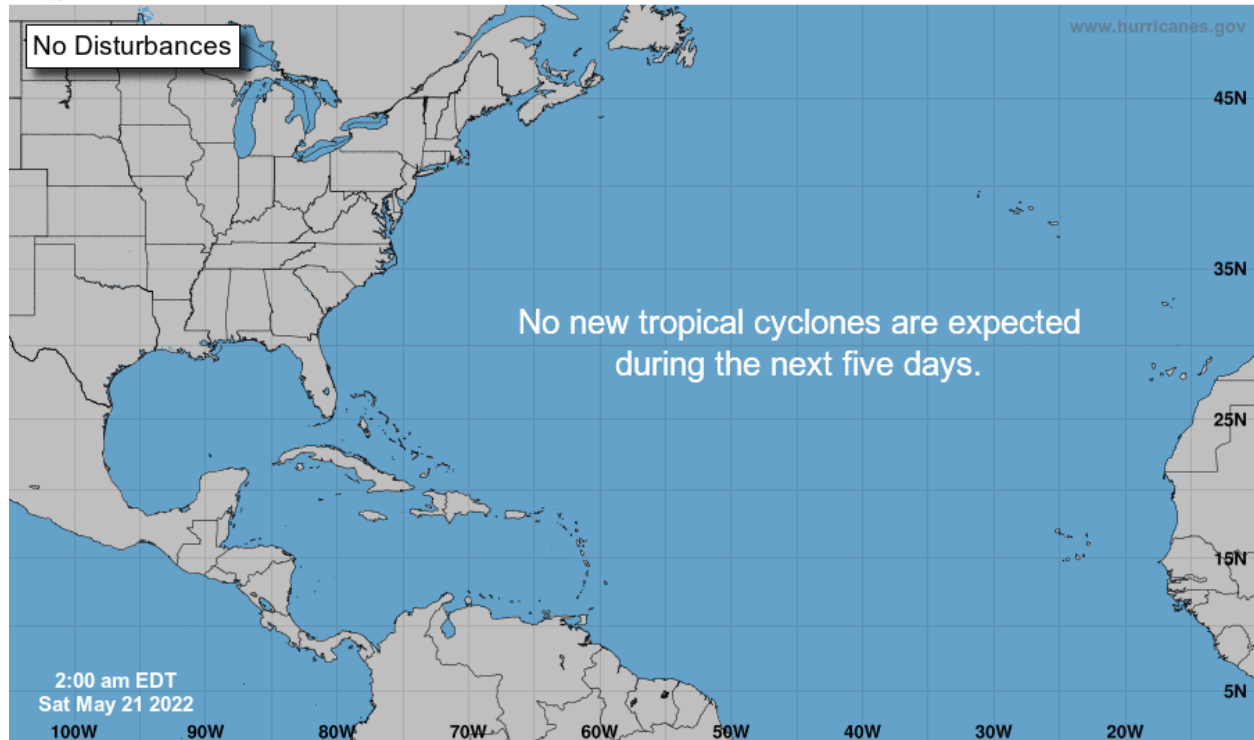 No Disturbances
www.hurricanes.gov
45N
35N
No new tropical cyclones are expected
during the next five days.
25N
15N
2:00 am EDT
Sat May 21 2022
5N
100W 90W 80W 70W 60W 50W 40W 30W 20W